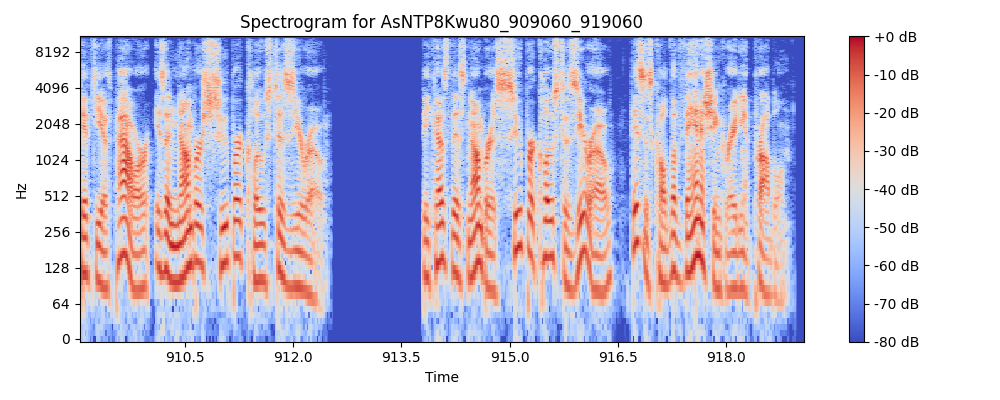 Spectrogram for AsNTP8Kwu80_909060_919060
Hz
8192
4096
2048
1024
512
256
128
64
0
910.5 912.0 913.5 915.0 916.5 918.0
Time
+0 dB
-10 dB
-20 dB
-30 dB
-40 dB
-50 dB
-60 dB
-70 dB
-80 dB